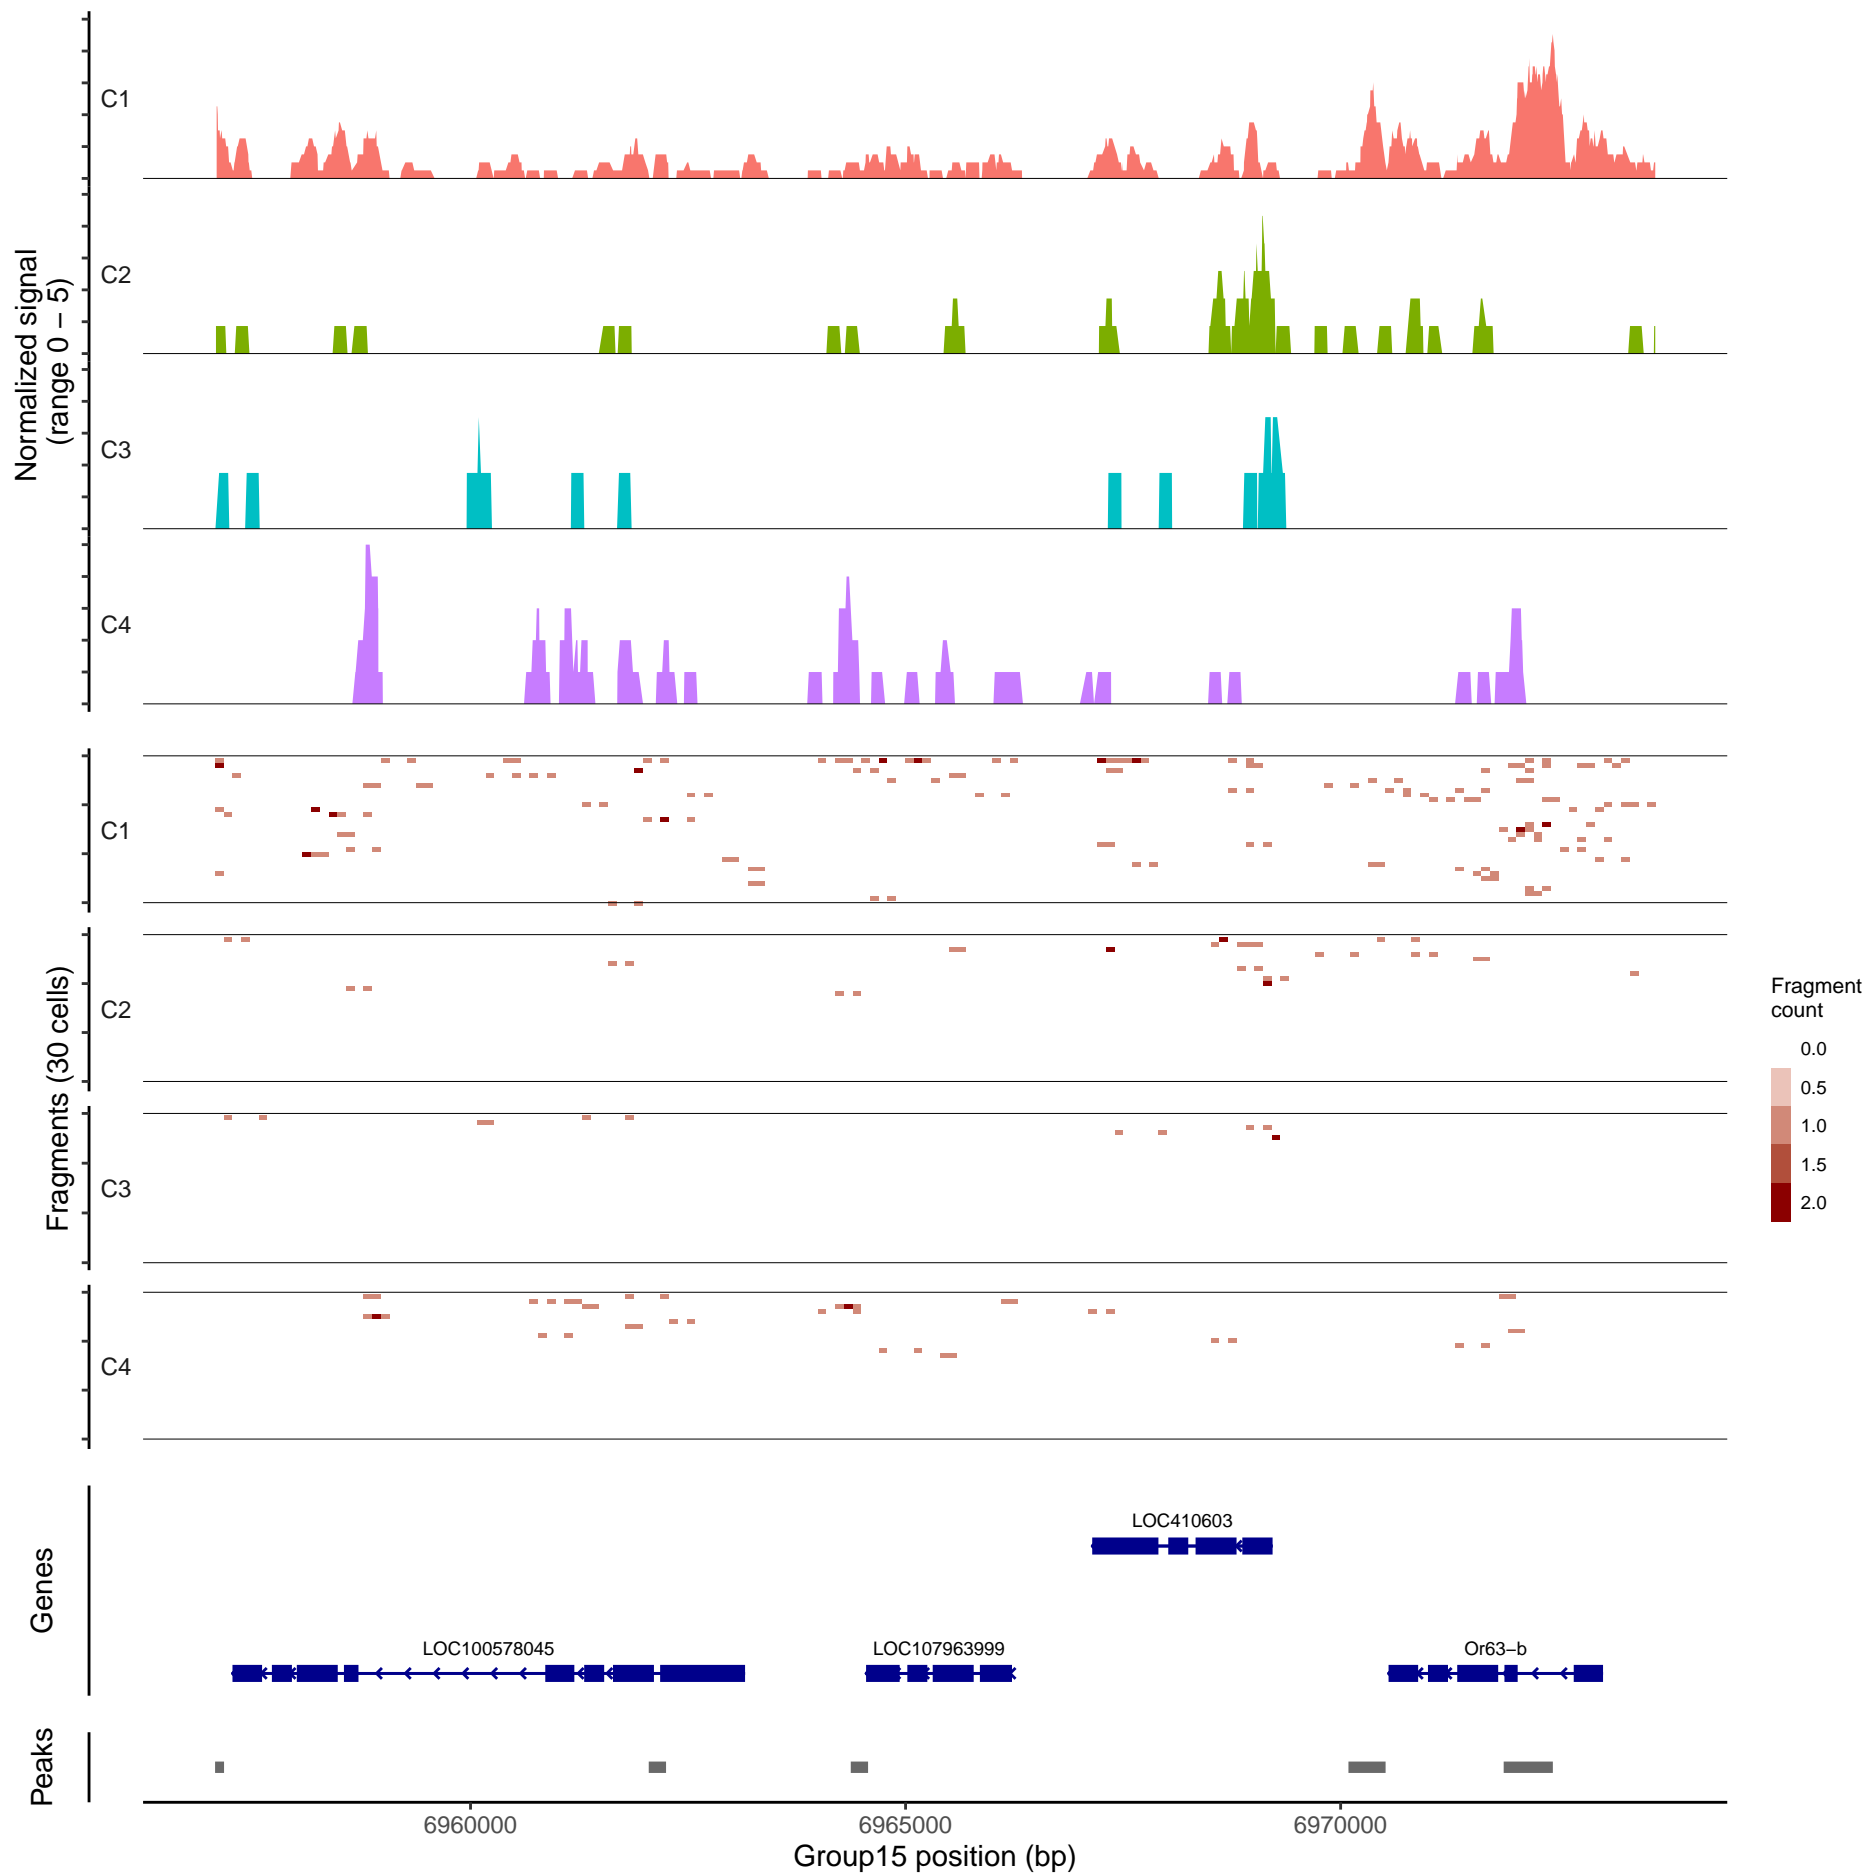 Normalized signal
(range 0 – 5)
C1
C2
C3
C4
Fragments (30 cells)
C1
C2
C3
C4
Fragment
count
0.0
0.5
1.0
1.5
2.0
Genes
LOC410603
LOC100578045
LOC107963999
Or63–b
Peaks
6960000
6965000
6970000
Group15 position (bp)